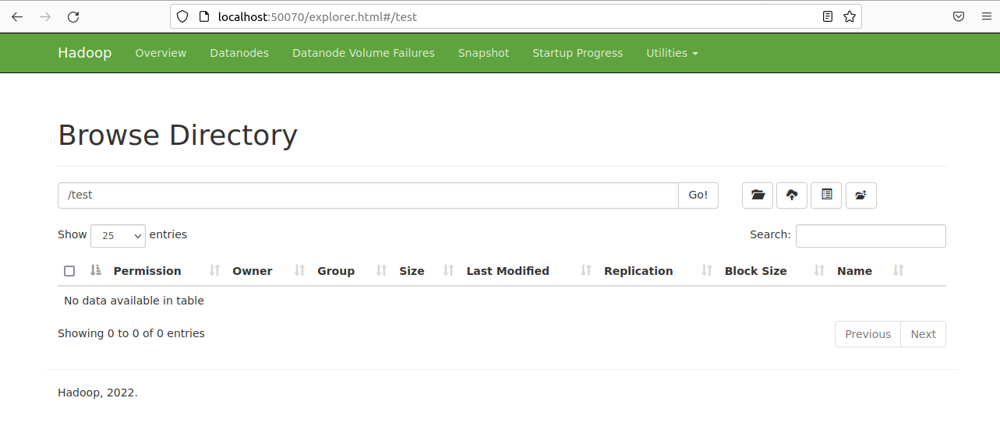 localhost:50070/explorer.html#/test
Hadoop Overview Datanodes Datanode Volume Failures Snapshot Startup Progress Utilities
Browse Directory
/test Go!
Show 25 entries Search:
Permission Owner Group Size Last Modified Replication Block Size Name
No data available in table
Showing 0 to 0 of 0 entries Previous Next
Hadoop, 2022.